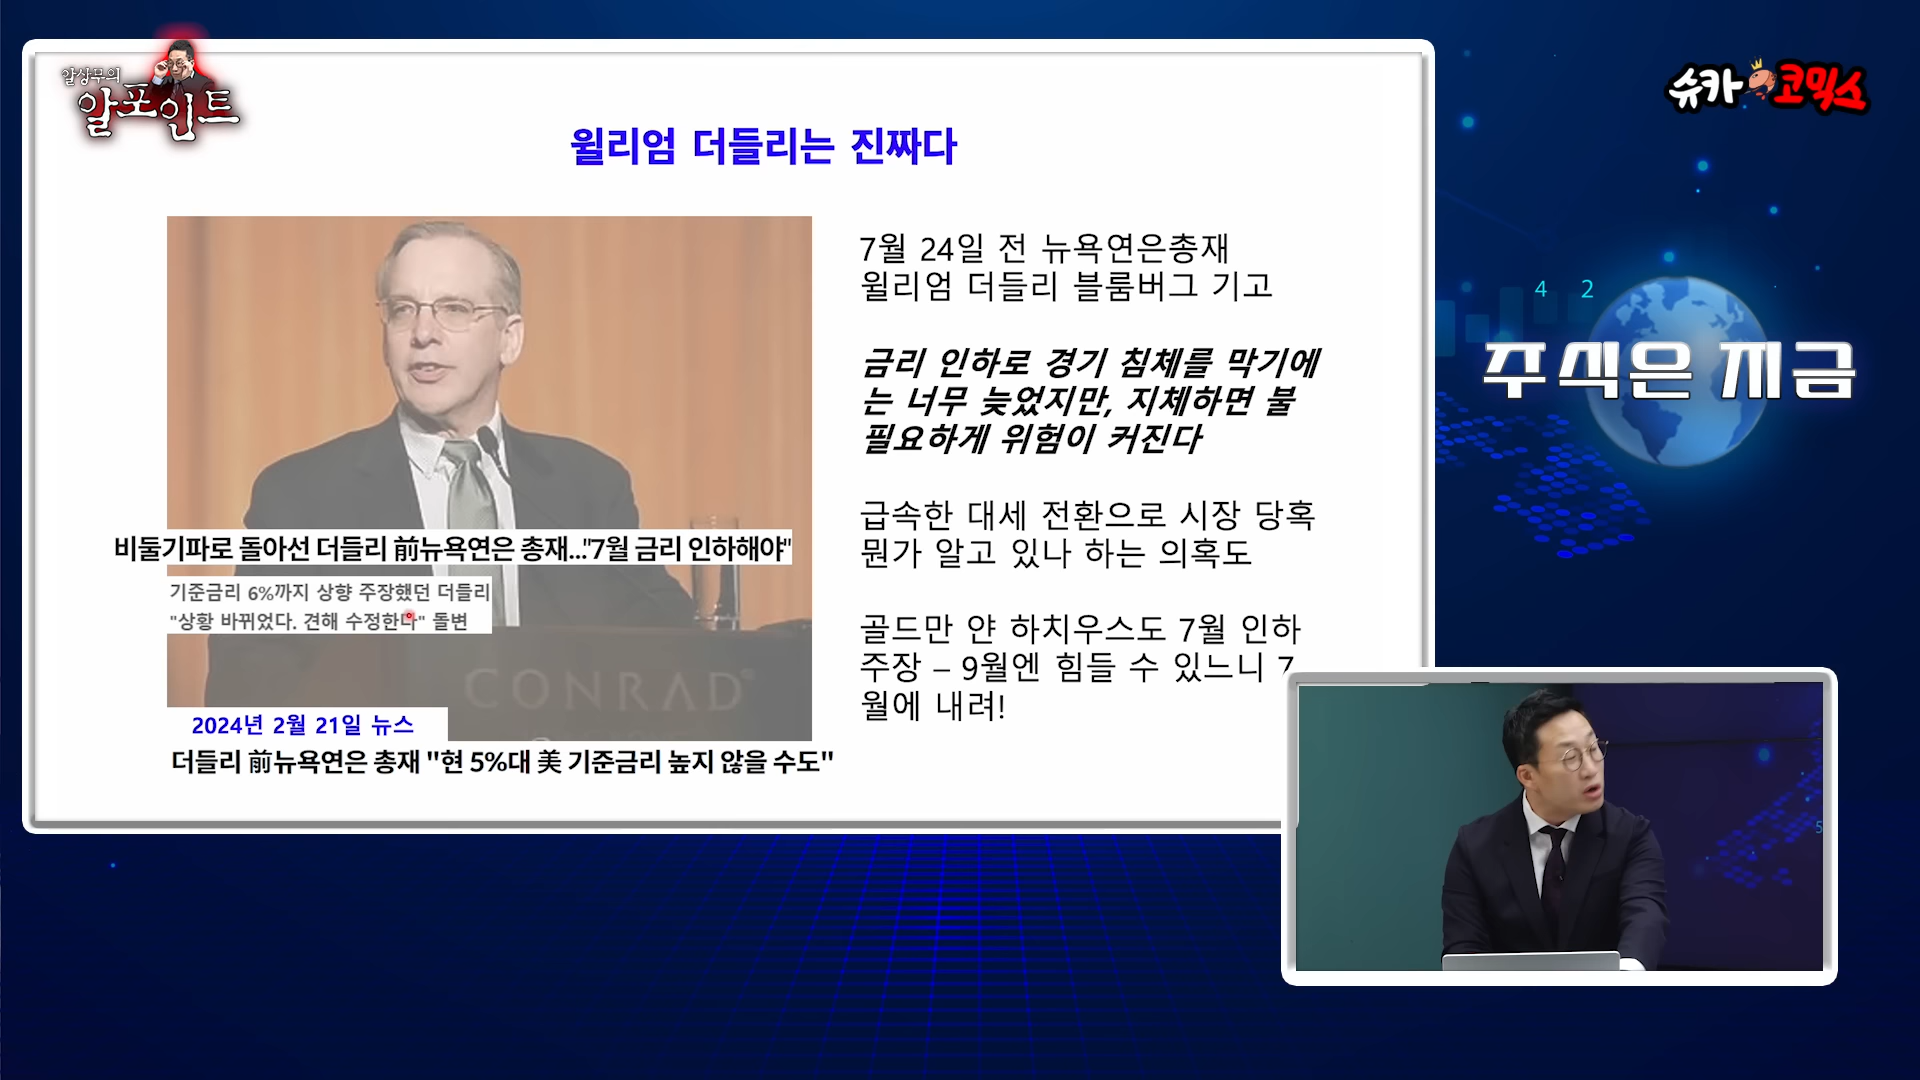 알상무의
알포인트
슈카코믹스
윌리엄 더들리는 진짜다
7월 24일 전 뉴욕연은총재
윌리엄 더들리 블룸버그 기고
금리 인하로 경기 침체를 막기에
는 너무 늦었지만, 지체하면 불
필요하게 위험이 커진다
급속한 대세 전환으로 시장 당혹
뭔가 알고 있나 하는 의혹도
골드만 얀 하치우스도 7월 인하
주장 – 9월엔 힘들 수 있느니 7
월에 내려!
비둘기파로 돌아선 더들리 前뉴욕연은 총재..."7월 금리 인하해야"
기준금리 6%까지 상향 주장했던 더들리
"상황 바뀌었다. 견해 수정한다" 돌변
CONRAD
2024년 2월 21일 뉴스
더들리 前뉴욕연은 총재 "현 5%대 美 기준금리 높지 않을 수도"
4 2
주식은 지금
5